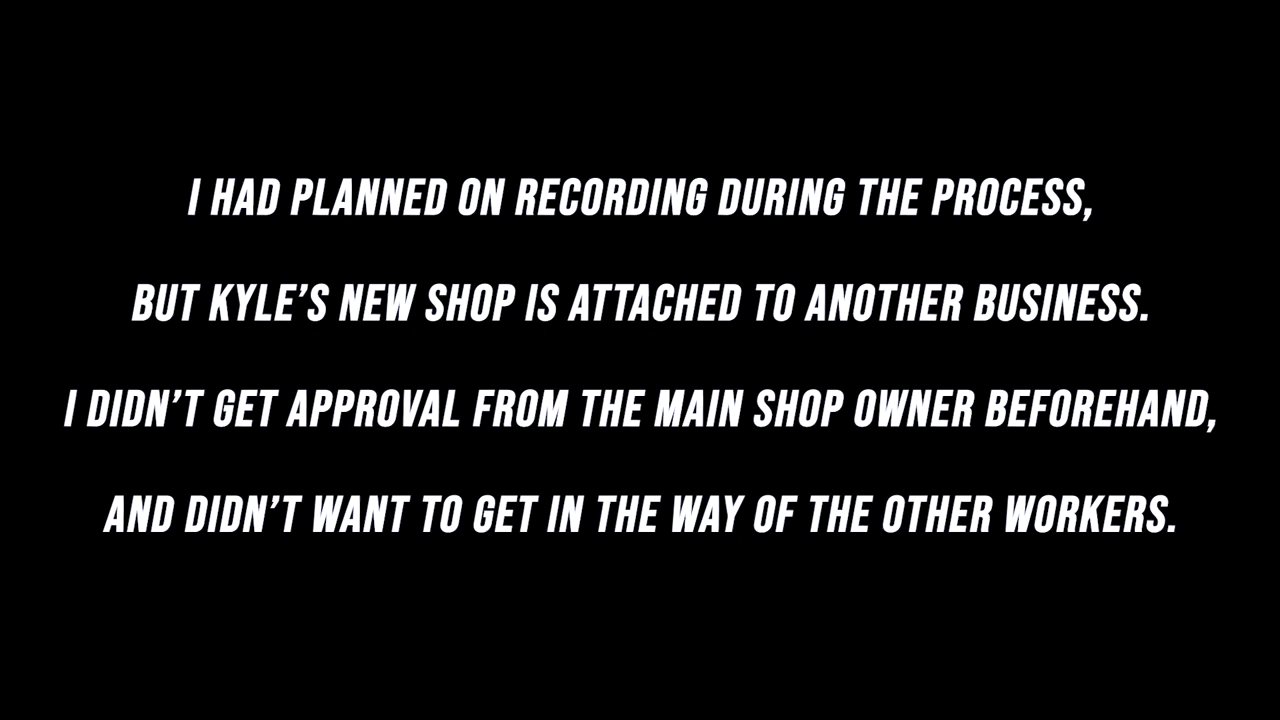 I HAD PLANNED ON RECORDING DURING THE PROCESS,
BUT KYLE’S NEW SHOP IS ATTACHED TO ANOTHER BUSINESS.
I DIDN’T GET APPROVAL FROM THE MAIN SHOP OWNER BEFOREHAND,
AND DIDN’T WANT TO GET IN THE WAY OF THE OTHER WORKERS.